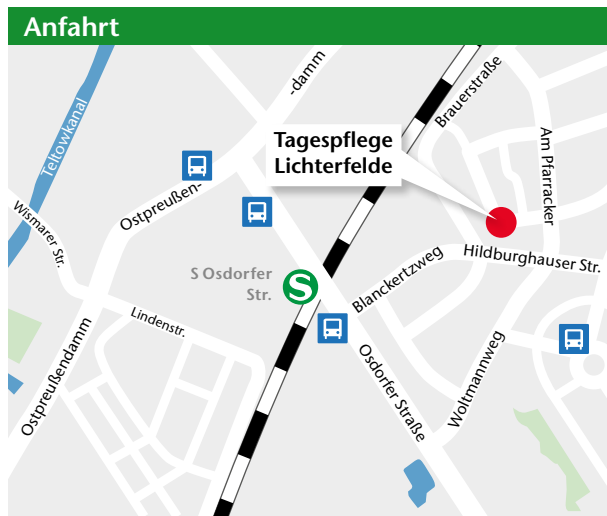 Anfahrt
-damm
Brauerstraße
Teltowkanal
Tagespflege
Lichterfelde
Am Pfarracker
Ostpreußen-
Wismarer Str.
Hildburghauser Str.
S Osdorfer
Str.
S
Blanckertzweg
Lindenstr.
Ostpreußendamm
Osdorfer Straße
Woltmannweg